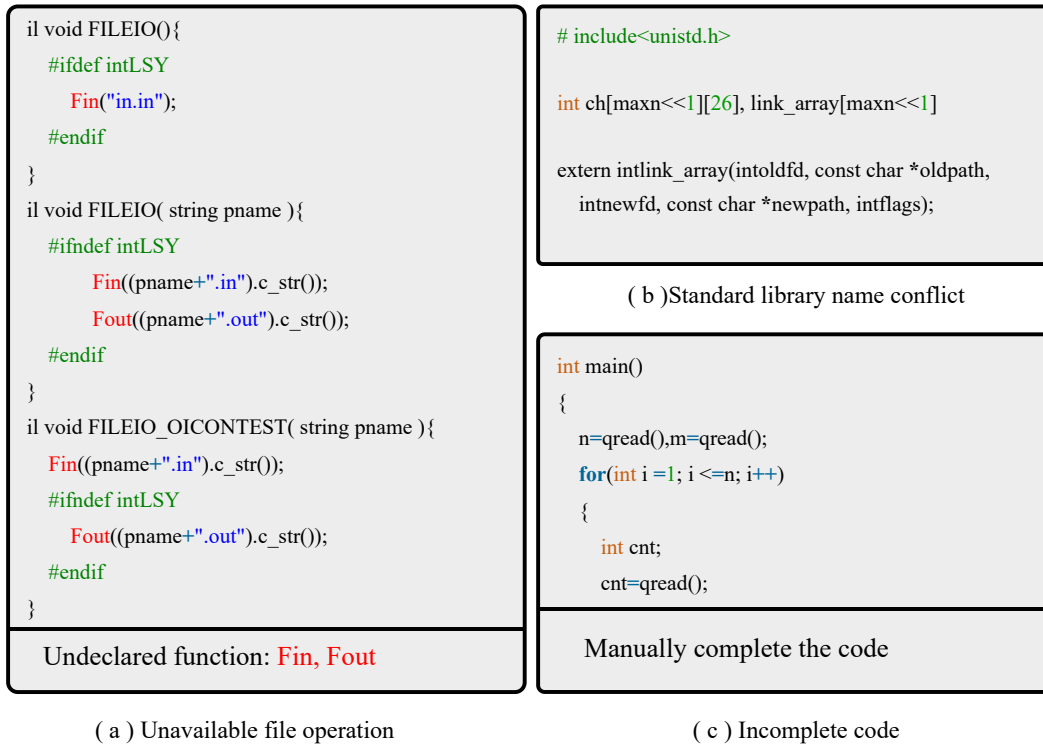 il void FILEIO(){
#ifdef intLSY
Fin("in.in");
#endif
}
il void FILEIO( string pname ){
#ifndef intLSY
Fin((pname+".in").c_str());
Fout((pname+".out").c_str());
#endif
}
il void FILEIO_OICONTEST( string pname ){
Fin((pname+".in").c_str());
#ifndef intLSY
Fout((pname+".out").c_str());
#endif
}
Undeclared function: Fin, Fout
( a ) Unavailable file operation
# include<unistd.h>
int ch[maxn<<1][26], link_array[maxn<<1]
extern intlink_array(intoldfd, const char *oldpath,
intnewfd, const char *newpath, intflags);
( b )Standard library name conflict
int main()
{
n=qread(),m=qread();
for(int i =1; i <=n; i++)
{
int cnt;
cnt=qread();
Manually complete the code
( c ) Incomplete code